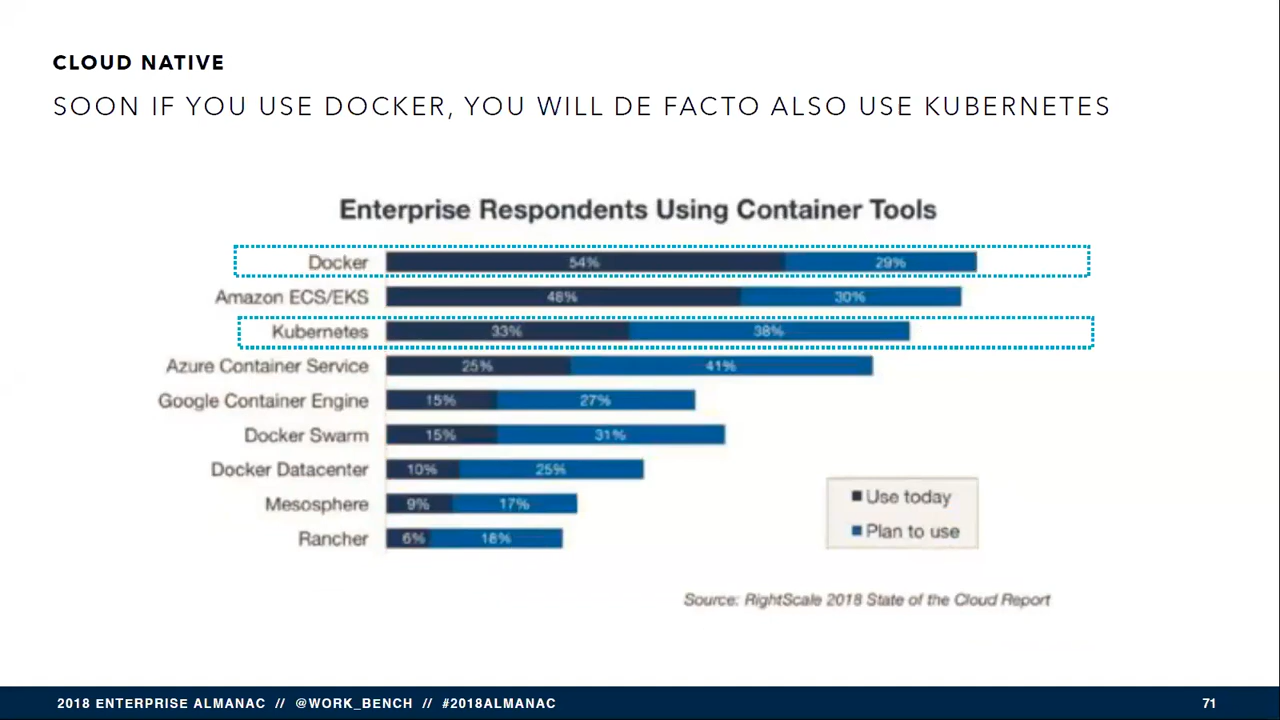 CLOUD NATIVE
SOON IF YOU USE DOCKER, YOU WILL DE FACTO ALSO USE KUBERNETES
Enterprise Respondents Using Container Tools
Docker 54% 29%
Amazon ECS/EKS 48% 30%
Kubernetes 33% 38%
Azure Container Service 25% 41%
Google Container Engine 15% 27%
Docker Swarm 15% 31%
Docker Datacenter 10% 25%
Mesosphere 9% 17%
Rancher 6% 18%
Use today
Plan to use
Source: RightScale 2018 State of the Cloud Report
2018 ENTERPRISE ALMANAC // @WORK_BENCH // #2018ALMANAC 71